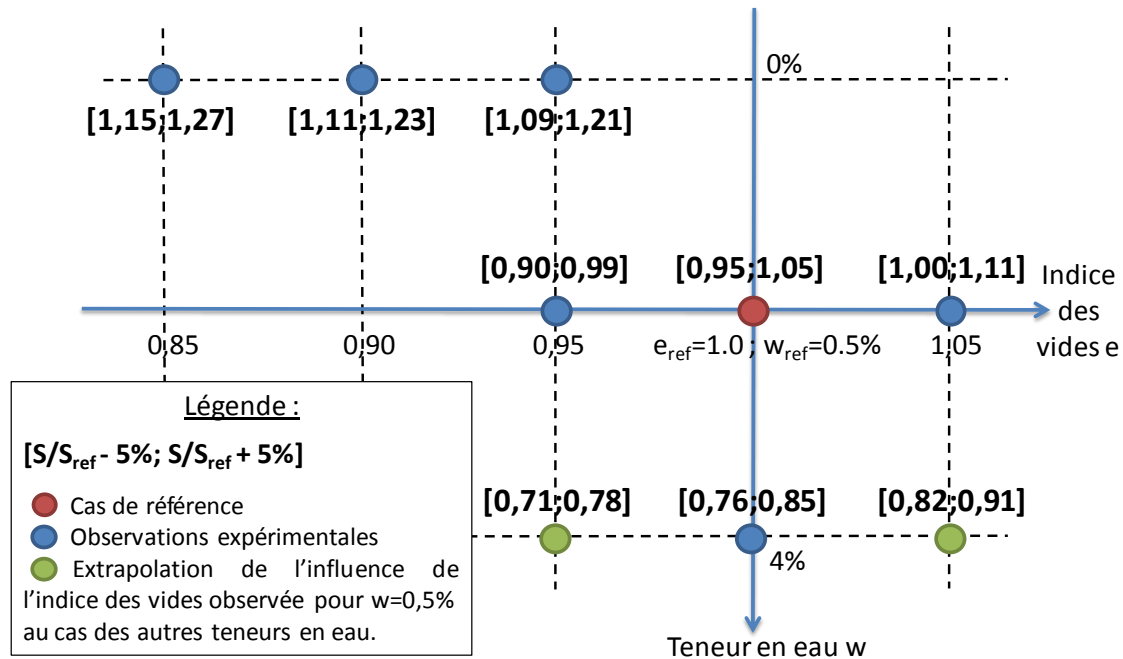 0%
[1,15;1,27] [1,11;1,23] [1,09;1,21]
[0,90;0,99] [0,95;1,05] [1,00;1,11]
Indice
des
vides e
0,85 0,90 0,95 e_ref=1.0 ; w_ref=0.5% 1,05
Légende :
[S/S_ref - 5%; S/S_ref + 5%]
Cas de référence
Observations expérimentales
Extrapolation de l'influence de
l'indice des vides observée pour w=0,5%
au cas des autres teneurs en eau.
[0,71;0,78] [0,76;0,85] [0,82;0,91]
4%
Teneur en eau w